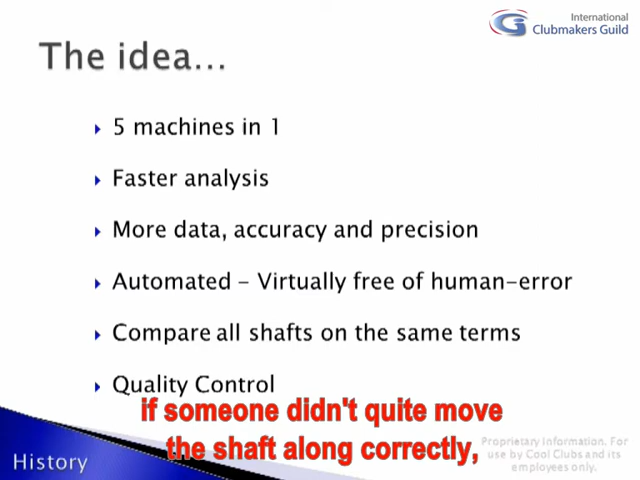 International
Clubmakers Guild
The idea...
5 machines in 1
Faster analysis
More data, accuracy and precision
Automated – Virtually free of human-error
Compare all shafts on the same terms
Quality Control
if someone didn't quite move
the shaft along correctly,
Proprietary Information. For
use by Cool Clubs and its
employees only.
History